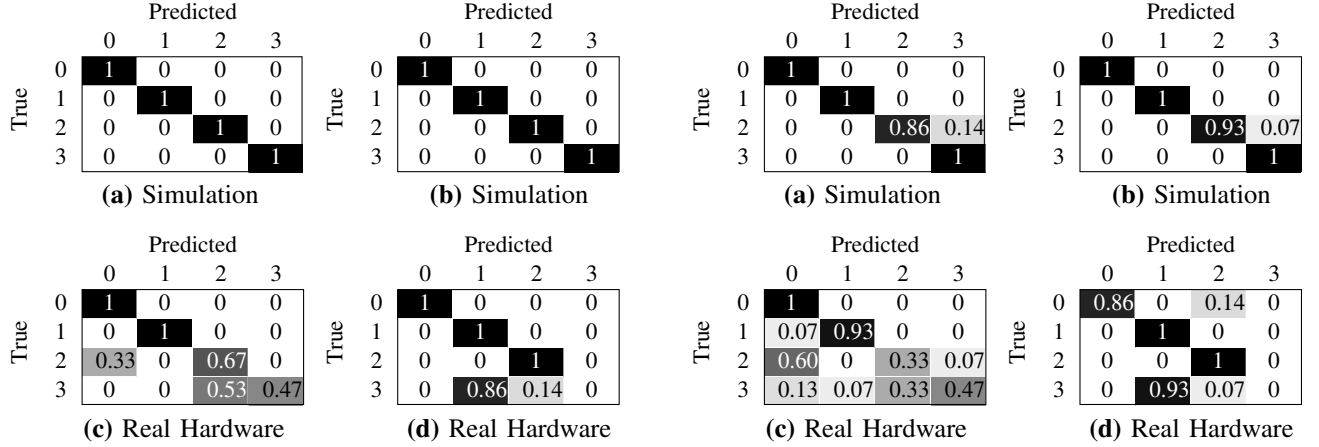 Predicted Predicted Predicted Predicted
0 1 2 3 0 1 2 3 0 1 2 3 0 1 2 3
True True True True
0 1 0 0 0 0 1 0 0 0 0 1 0 0 0 0 1 0 0 0
1 0 1 0 0 1 0 1 0 0 1 0 1 0 0 1 0 1 0 0
2 0 0 1 0 2 0 0 1 0 2 0 0 0.86 0.14 2 0 0 0.93 0.07
3 0 0 0 1 3 0 0 0 1 3 0 0 0 1 3 0 0 0 1
(a) Simulation (b) Simulation (a) Simulation (b) Simulation
Predicted Predicted Predicted Predicted
0 1 2 3 0 1 2 3 0 1 2 3 0 1 2 3
True True True True
0 1 0 0 0 0 1 0 0 0 0 1 0 0 0 0 0.86 0 0.14 0
1 0 1 0 0 1 0 1 0 0 1 0.07 0.93 0 0 1 0 1 0 0
2 0.33 0 0.67 0 2 0 0 1 0 2 0.60 0 0.33 0.07 2 0 0 1 0
3 0 0 0.53 0.47 3 0 0.86 0.14 0 3 0.13 0.07 0.33 0.47 3 0 0.93 0.07 0
(c) Real Hardware (d) Real Hardware (c) Real Hardware (d) Real Hardware